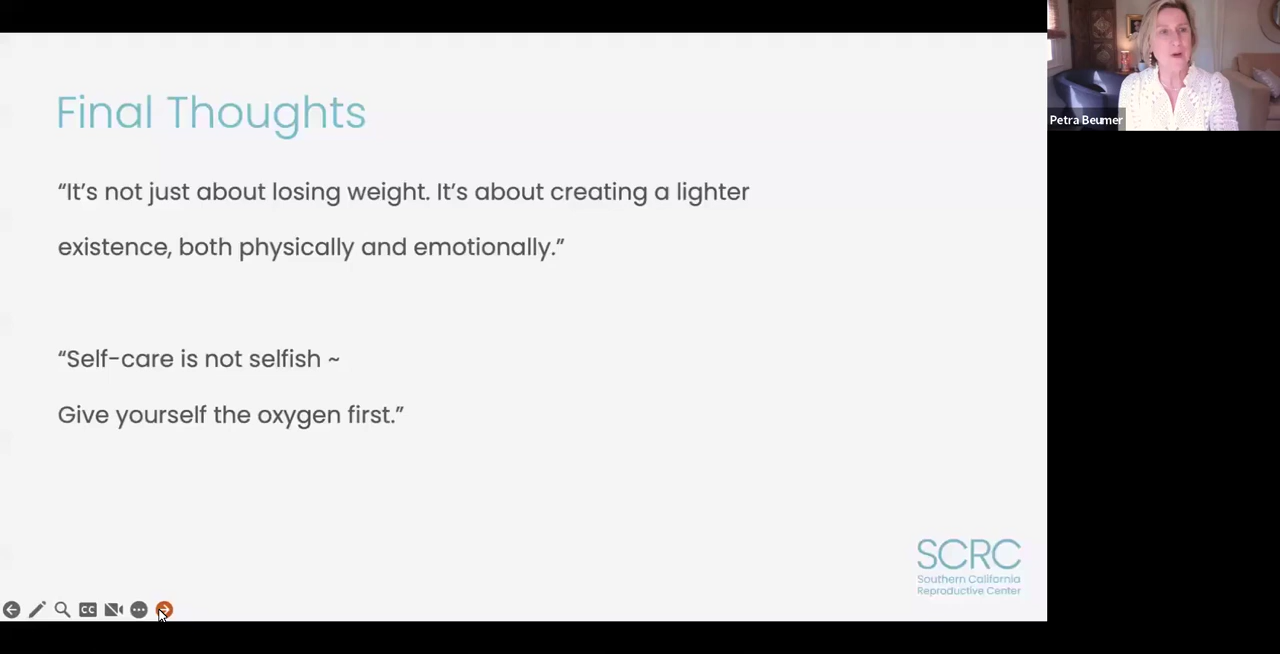 Final Thoughts
“It’s not just about losing weight. It’s about creating a lighter
existence, both physically and emotionally.”
“Self-care is not selfish ~
Give yourself the oxygen first.”
SCRC
Southern California
Reproductive Center
CC
Petra Beumer